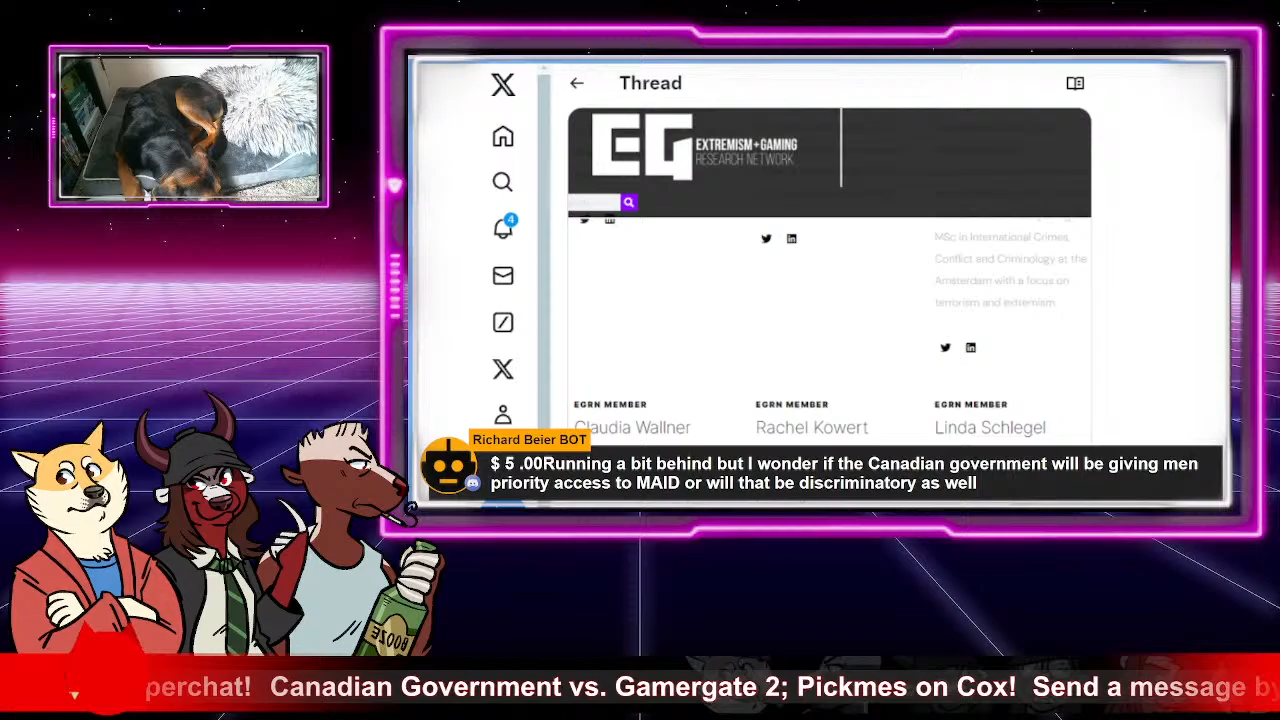 Thread
EG EXTREMISM+GAMING
RESEARCH NETWORK
4
MSc in International Crimes,
Conflict and Criminology at the
Amsterdam with a focus on
terrorism and extremism.
EGRN MEMBER EGRN MEMBER EGRN MEMBER
Claudia Wallner Rachel Kowert Linda Schlegel
Richard Beier BOT
$ 5 .00Running a bit behind but I wonder if the Canadian government will be giving men
priority access to MAID or will that be discriminatory as well
BOOZE
perchat! Canadian Government vs. Gamergate 2; Pickmes on Cox! Send a message by